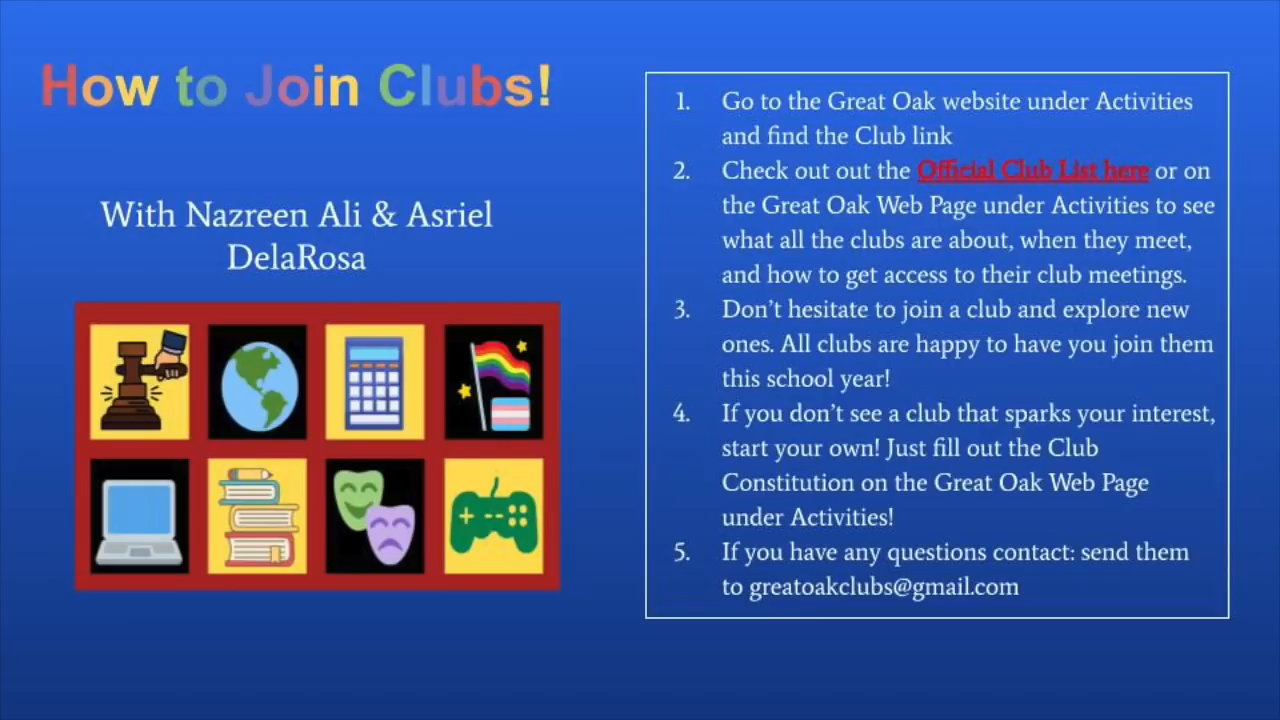 How to Join Clubs!
With Nazreen Ali & Asriel
DelaRosa
1. Go to the Great Oak website under Activities
and find the Club link
2. Check out out the Official Club List here or on
the Great Oak Web Page under Activities to see
what all the clubs are about, when they meet,
and how to get access to their club meetings.
3. Don’t hesitate to join a club and explore new
ones. All clubs are happy to have you join them
this school year!
4. If you don’t see a club that sparks your interest,
start your own! Just fill out the Club
Constitution on the Great Oak Web Page
under Activities!
5. If you have any questions contact: send them
to greatoakclubs@gmail.com